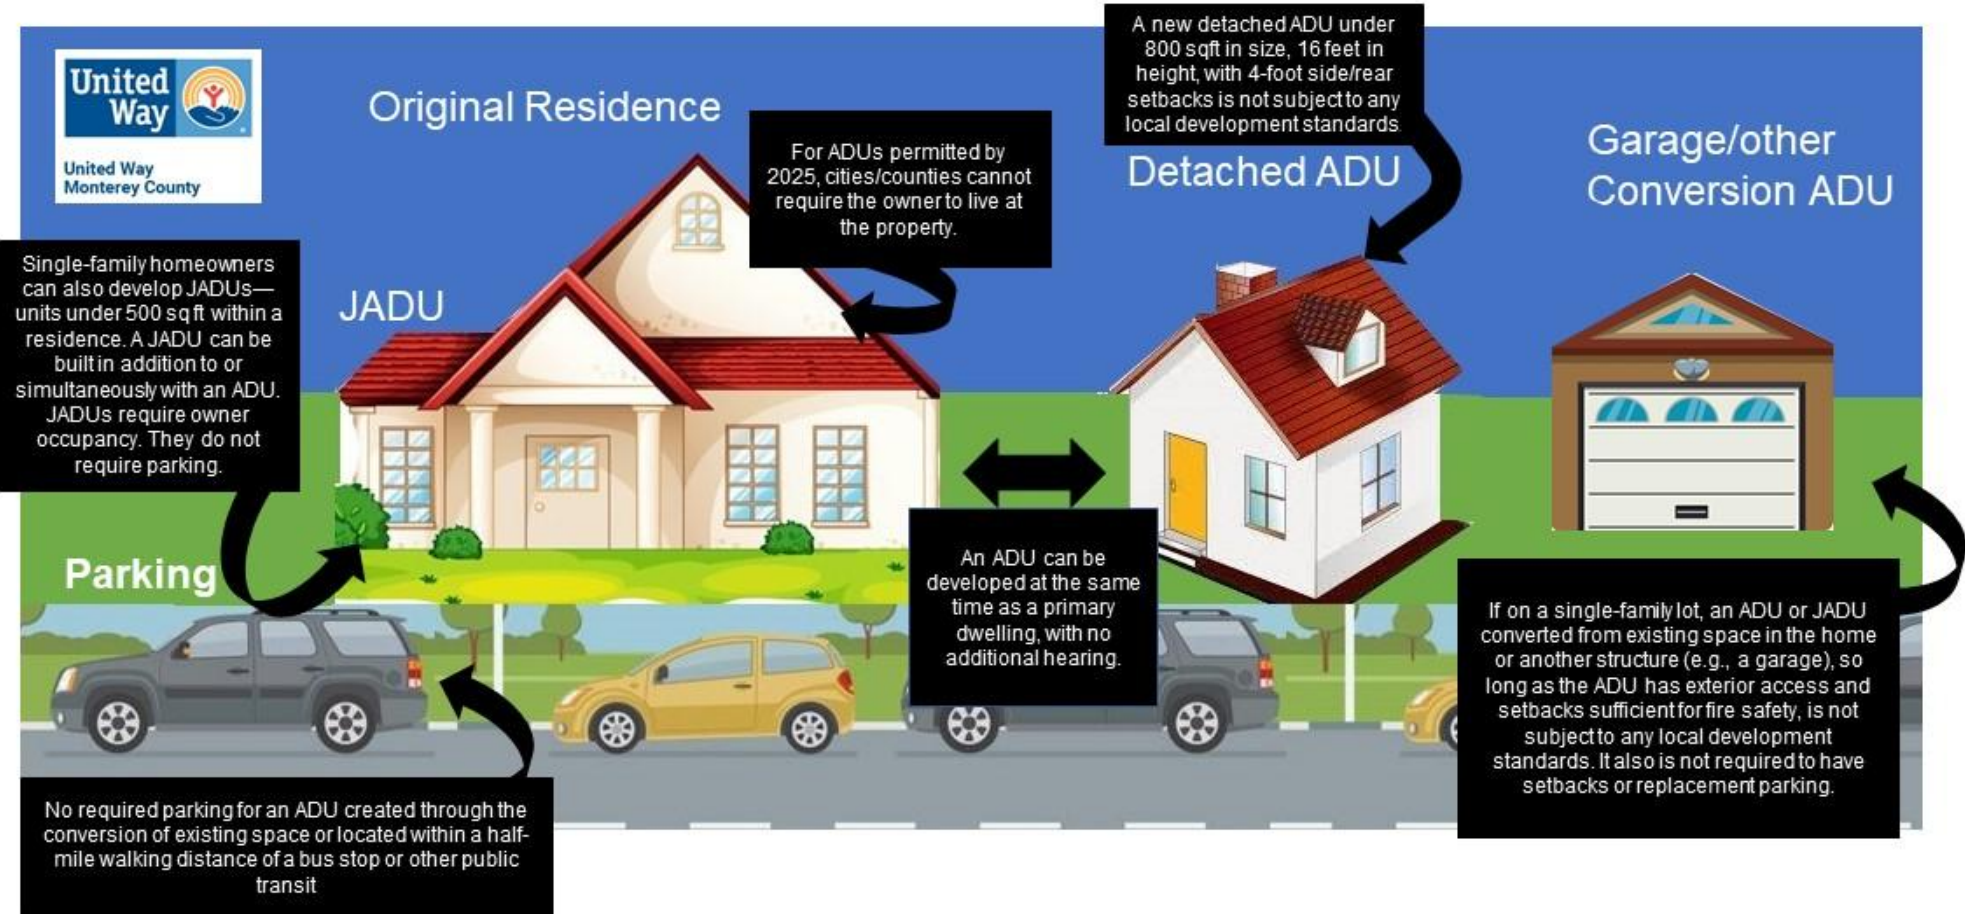 United
Way
United Way
Monterey County
Original Residence
For ADUs permitted by
2025, cities/counties cannot
require the owner to live at
the property.
A new detached ADU under
800 sqft in size, 16 feet in
height, with 4-foot side/rear
setbacks is not subject to any
local development standards
Detached ADU
Garage/other
Conversion ADU
Single-family homeowners
can also develop JADUs—
units under 500 sq ft within a
residence. A JADU can be
built in addition to or
simultaneously with an ADU.
JADUs require owner
occupancy. They do not
require parking.
JADU
Parking
An ADU can be
developed at the same
time as a primary
dwelling, with no
additional hearing.
If on a single-family lot, an ADU or JADU
converted from existing space in the home
or another structure (e.g., a garage), so
long as the ADU has exterior access and
setbacks sufficient for fire safety, is not
subject to any local development
standards. It also is not required to have
setbacks or replacement parking.
No required parking for an ADU created through the
conversion of existing space or located within a half-
mile walking distance of a bus stop or other public
transit